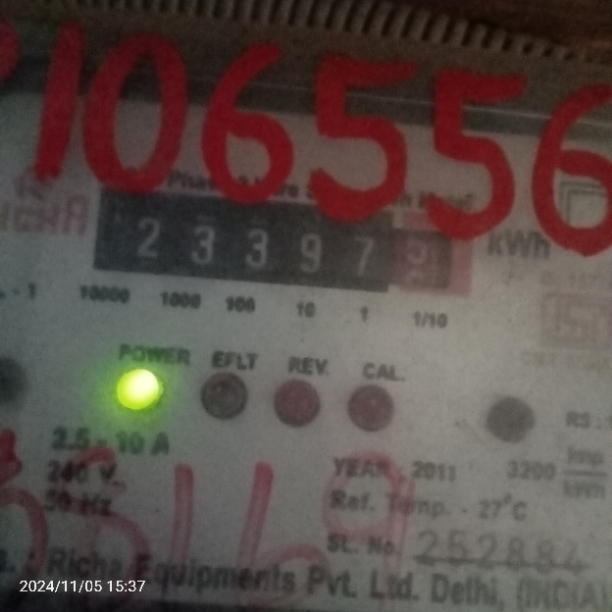 106556
RICHA
23397
kWh
10000 1000 100 10 1 1/10
POWER EFLT REV. CAL.
2.5 - 10 A
240 V.
50 Hz
YEAR - 2011 3200 Imp/kWh
Ref. Temp. - 27°C
SL. No. 252884
Richa Equipments Pvt. Ltd. Delhi, (INDIA)
2024/11/05 15:37